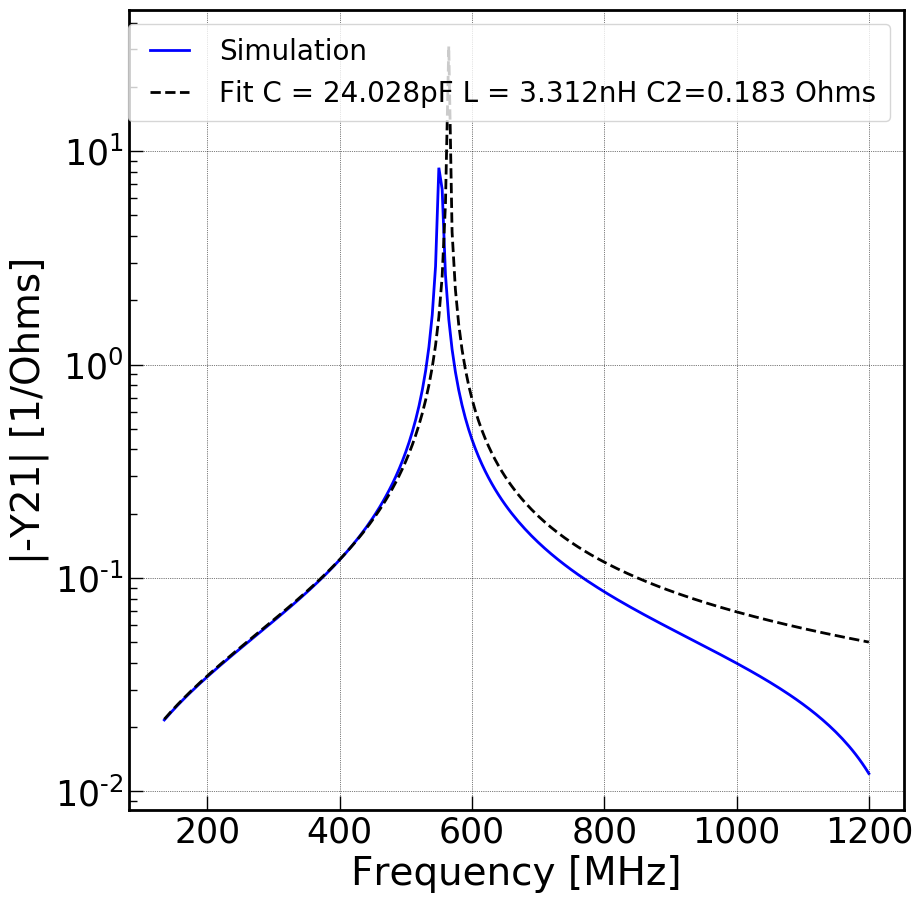 Simulation
Fit C = 24.028pF L = 3.312nH C2=0.183 Ohms
|-Y21| [1/Ohms]
10^1
10^0
10^-1
10^-2
200 400 600 800 1000 1200
Frequency [MHz]